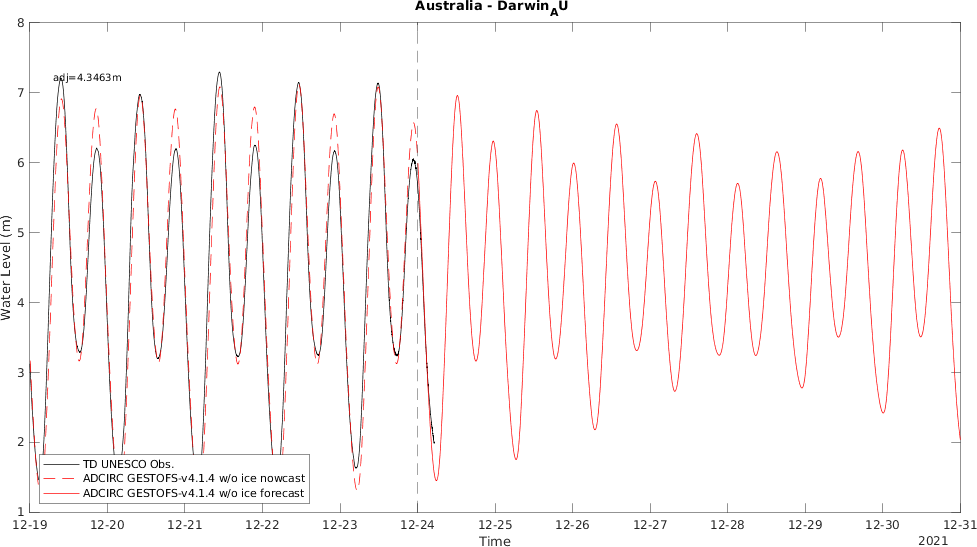 Australia - Darwin_AU
8
adj=4.3463m
7
6
5
4
3
2
1
Water Level (m)
TD UNESCO Obs.
ADCIRC GESTOFS-v4.1.4 w/o ice nowcast
ADCIRC GESTOFS-v4.1.4 w/o ice forecast
12-19 12-20 12-21 12-22 12-23 12-24 12-25 12-26 12-27 12-28 12-29 12-30 12-31
Time
2021